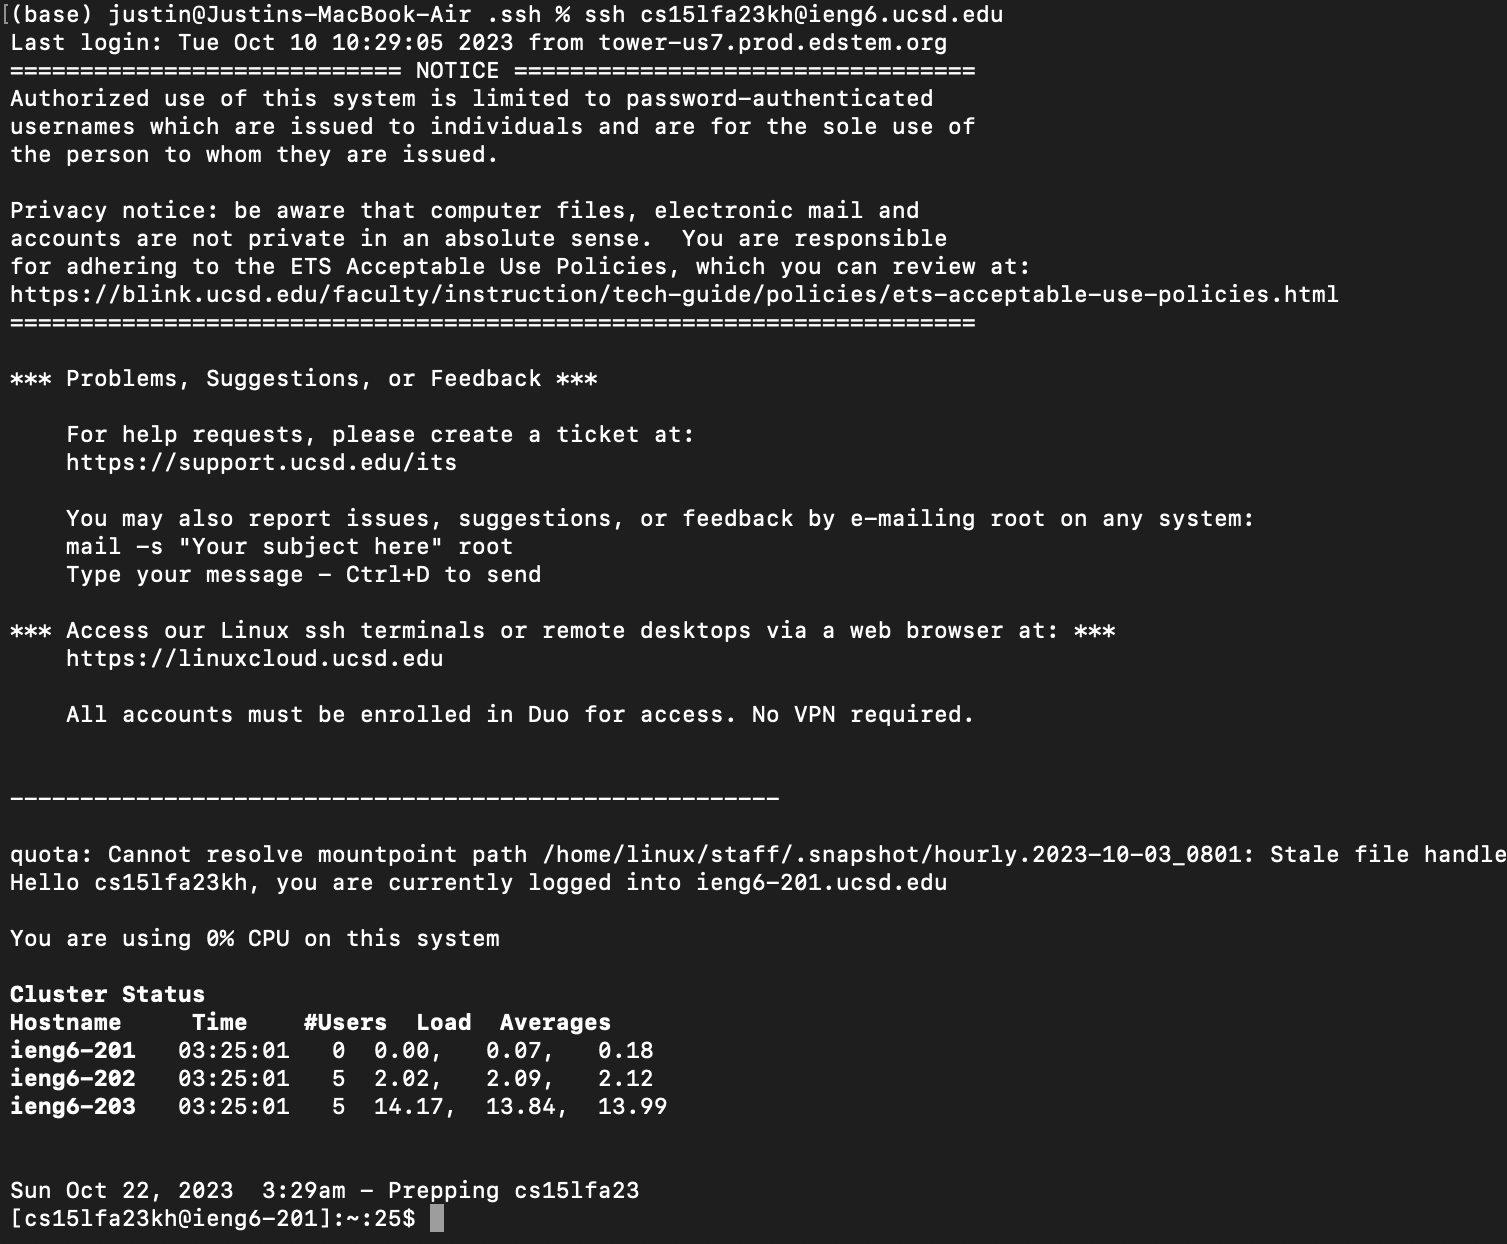 [(base) justin@Justins-MacBook-Air .ssh % ssh cs15lfa23kh@ieng6.ucsd.edu
Last login: Tue Oct 10 10:29:05 2023 from tower-us7.prod.edstem.org
============================ NOTICE =================================
Authorized use of this system is limited to password-authenticated
usernames which are issued to individuals and are for the sole use of
the person to whom they are issued.

Privacy notice: be aware that computer files, electronic mail and
accounts are not private in an absolute sense.  You are responsible
for adhering to the ETS Acceptable Use Policies, which you can review at:
https://blink.ucsd.edu/faculty/instruction/tech-guide/policies/ets-acceptable-use-policies.html
=====================================================================

*** Problems, Suggestions, or Feedback ***

    For help requests, please create a ticket at:
    https://support.ucsd.edu/its

    You may also report issues, suggestions, or feedback by e-mailing root on any system:
    mail -s "Your subject here" root
    Type your message - Ctrl+D to send

*** Access our Linux ssh terminals or remote desktops via a web browser at: ***
    https://linuxcloud.ucsd.edu

    All accounts must be enrolled in Duo for access. No VPN required.

-------------------------------------------------------

quota: Cannot resolve mountpoint path /home/linux/staff/.snapshot/hourly.2023-10-03_0801: Stale file handle
Hello cs15lfa23kh, you are currently logged into ieng6-201.ucsd.edu

You are using 0% CPU on this system

Cluster Status
Hostname     Time    #Users  Load  Averages
ieng6-201   03:25:01   0  0.00,   0.07,   0.18
ieng6-202   03:25:01   5  2.02,   2.09,   2.12
ieng6-203   03:25:01   5  14.17,  13.84,  13.99

Sun Oct 22, 2023  3:29am - Prepping cs15lfa23
[cs15lfa23kh@ieng6-201]:~:25$